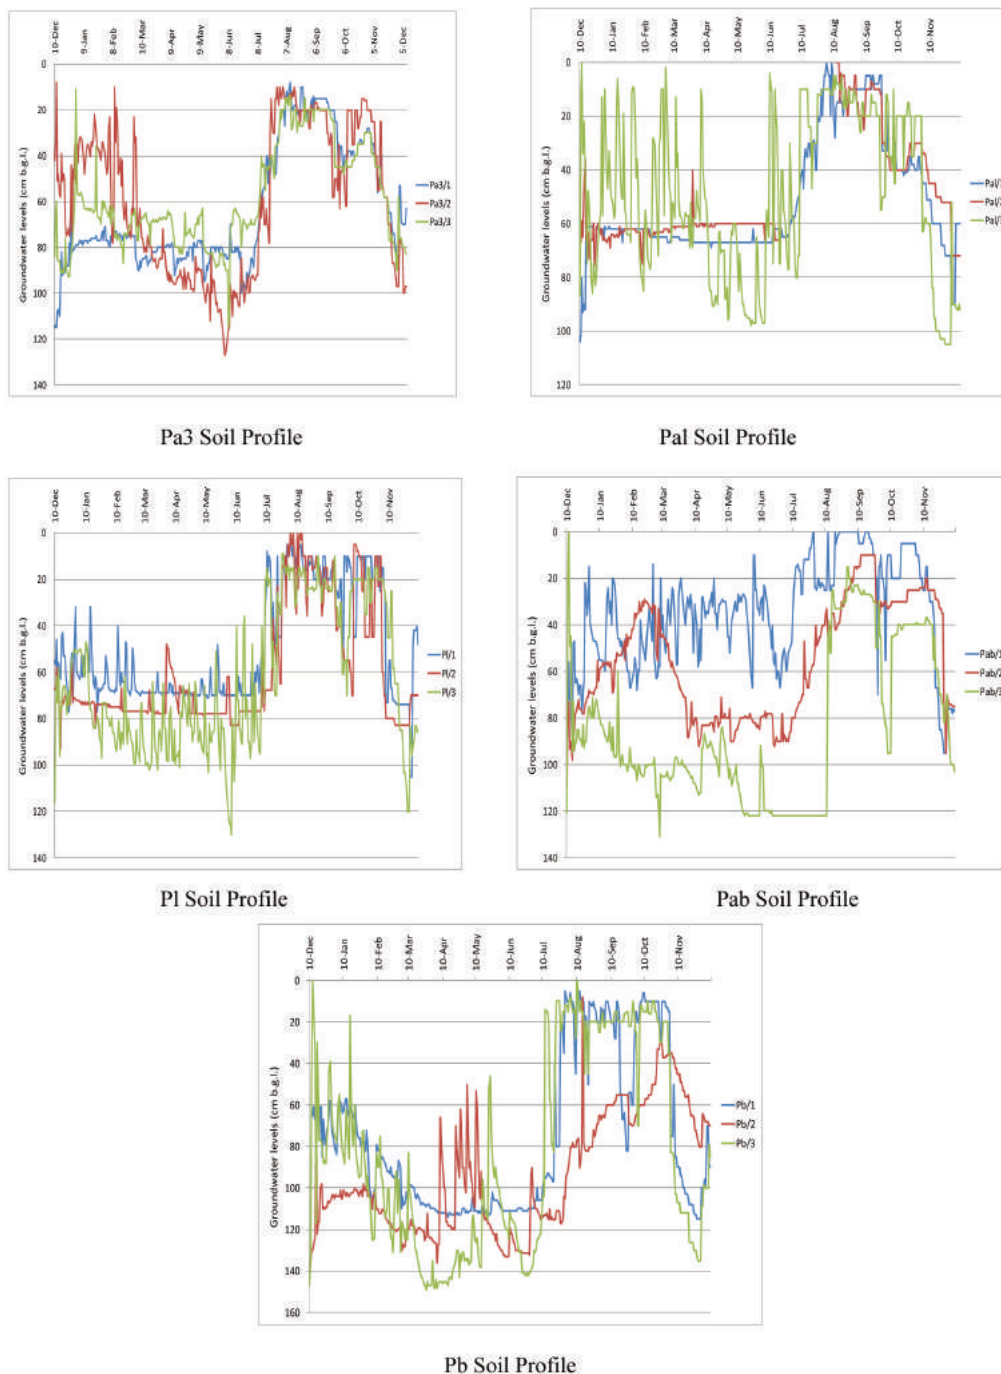 10-Dec
9-Jan
8-Feb
10-Mar
9-Apr
9-May
8-Jun
8-Jul
7-Aug
6-Sep
6-Oct
5-Nov
5-Dec
0
20
40
60
80
100
120
140
Groundwater levels (cm b.g.l.)
Pa3/1
Pa3/2
Pa3/3
Pa3 Soil Profile
10-Dec
10-Jan
10-Feb
10-Mar
10-Apr
10-May
10-Jun
10-Jul
10-Aug
10-Sep
10-Oct
10-Nov
0
20
40
60
80
100
120
Groundwater levels (cm b.g.l.)
Pal Soil Profile
10-Dec
10-Jan
10-Feb
10-Mar
10-Apr
10-May
10-Jun
10-Jul
10-Aug
10-Sep
10-Oct
10-Nov
0
20
40
60
80
100
120
140
Groundwater levels (cm b.g.l.)
Pl/1
Pl/2
Pl/3
Pl Soil Profile
10-Dec
10-Jan
10-Feb
10-Mar
10-Apr
10-May
10-Jun
10-Jul
10-Aug
10-Sep
10-Oct
10-Nov
0
20
40
60
80
100
120
140
Groundwater levels (cm b.g.l.)
Pab/1
Pab/2
Pab/3
Pab Soil Profile
10-Dec
10-Jan
10-Feb
10-Mar
10-Apr
10-May
10-Jun
10-Jul
10-Aug
10-Sep
10-Oct
10-Nov
0
20
40
60
80
100
120
140
160
Groundwater levels (cm b.g.l.)
Pb/1
Pb/2
Pb/3
Pb Soil Profile